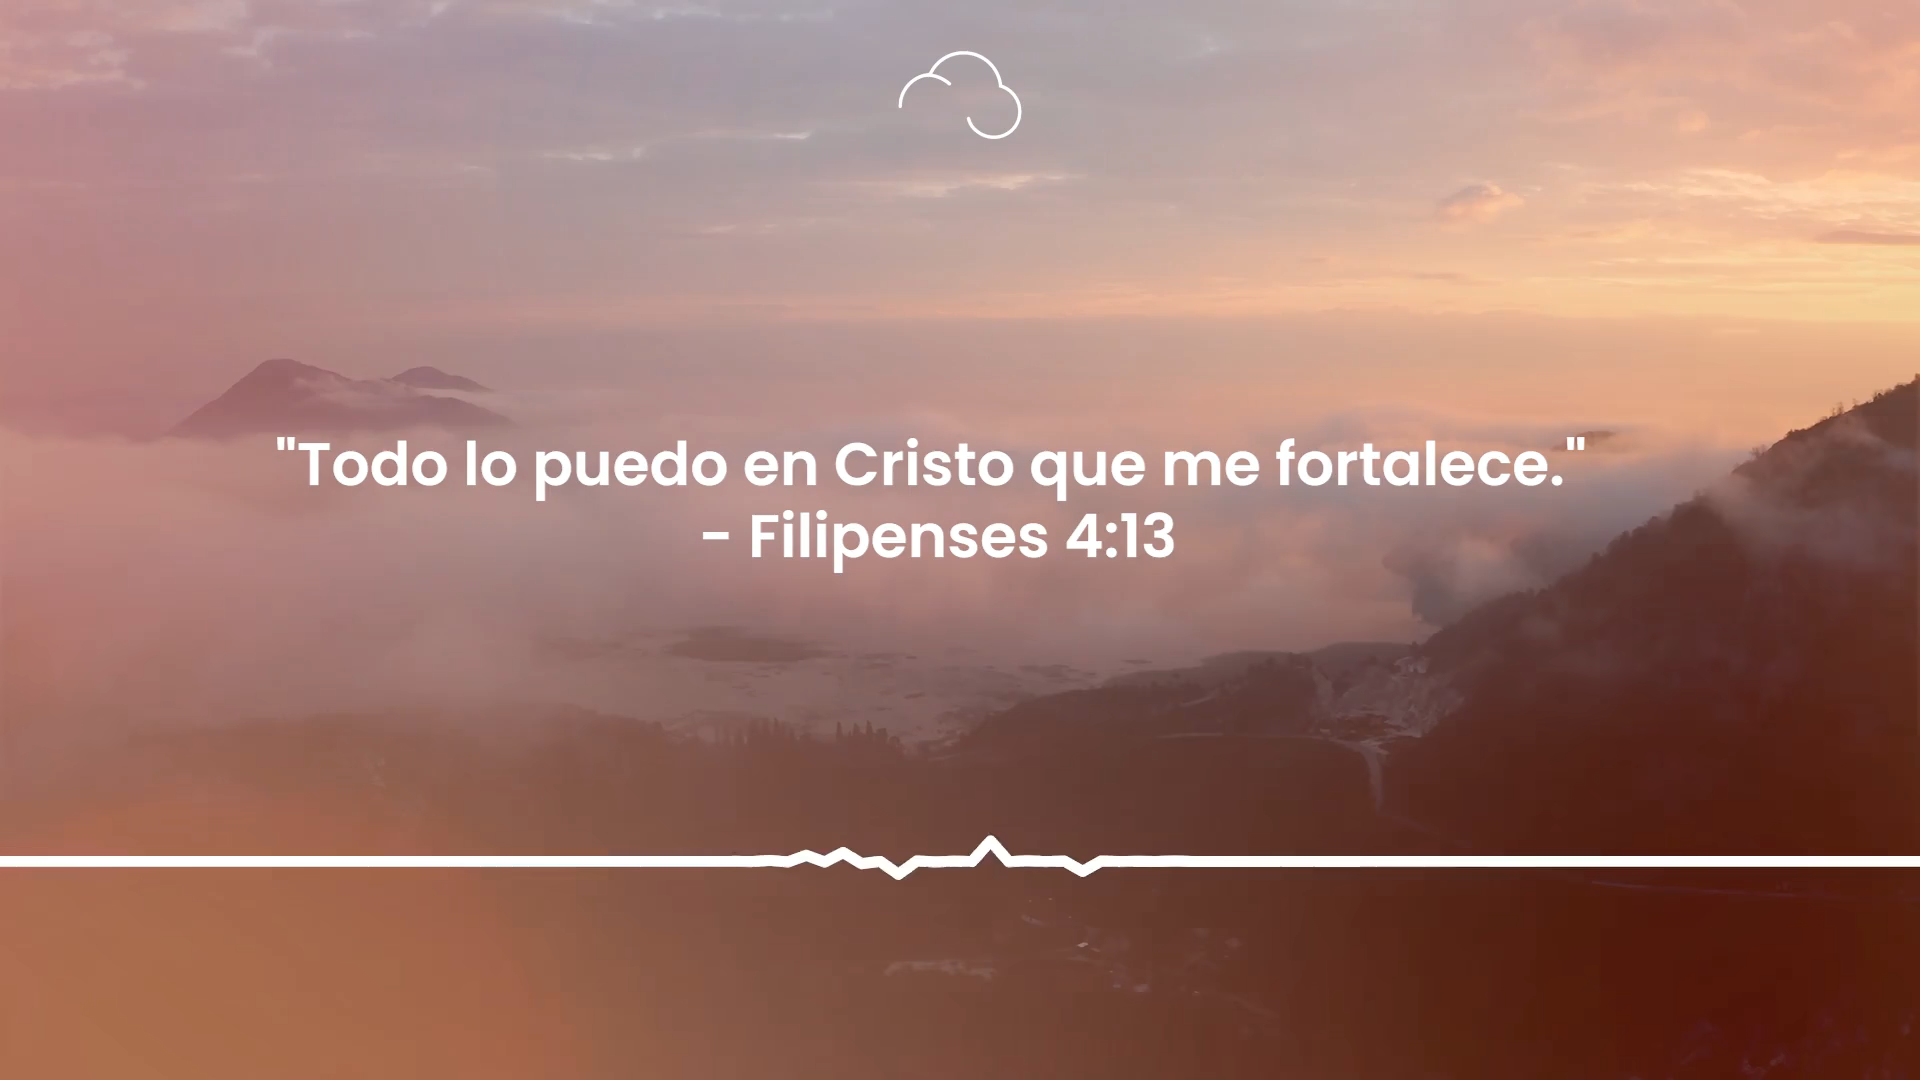 "Todo lo puedo en Cristo que me fortalece."
- Filipenses 4:13